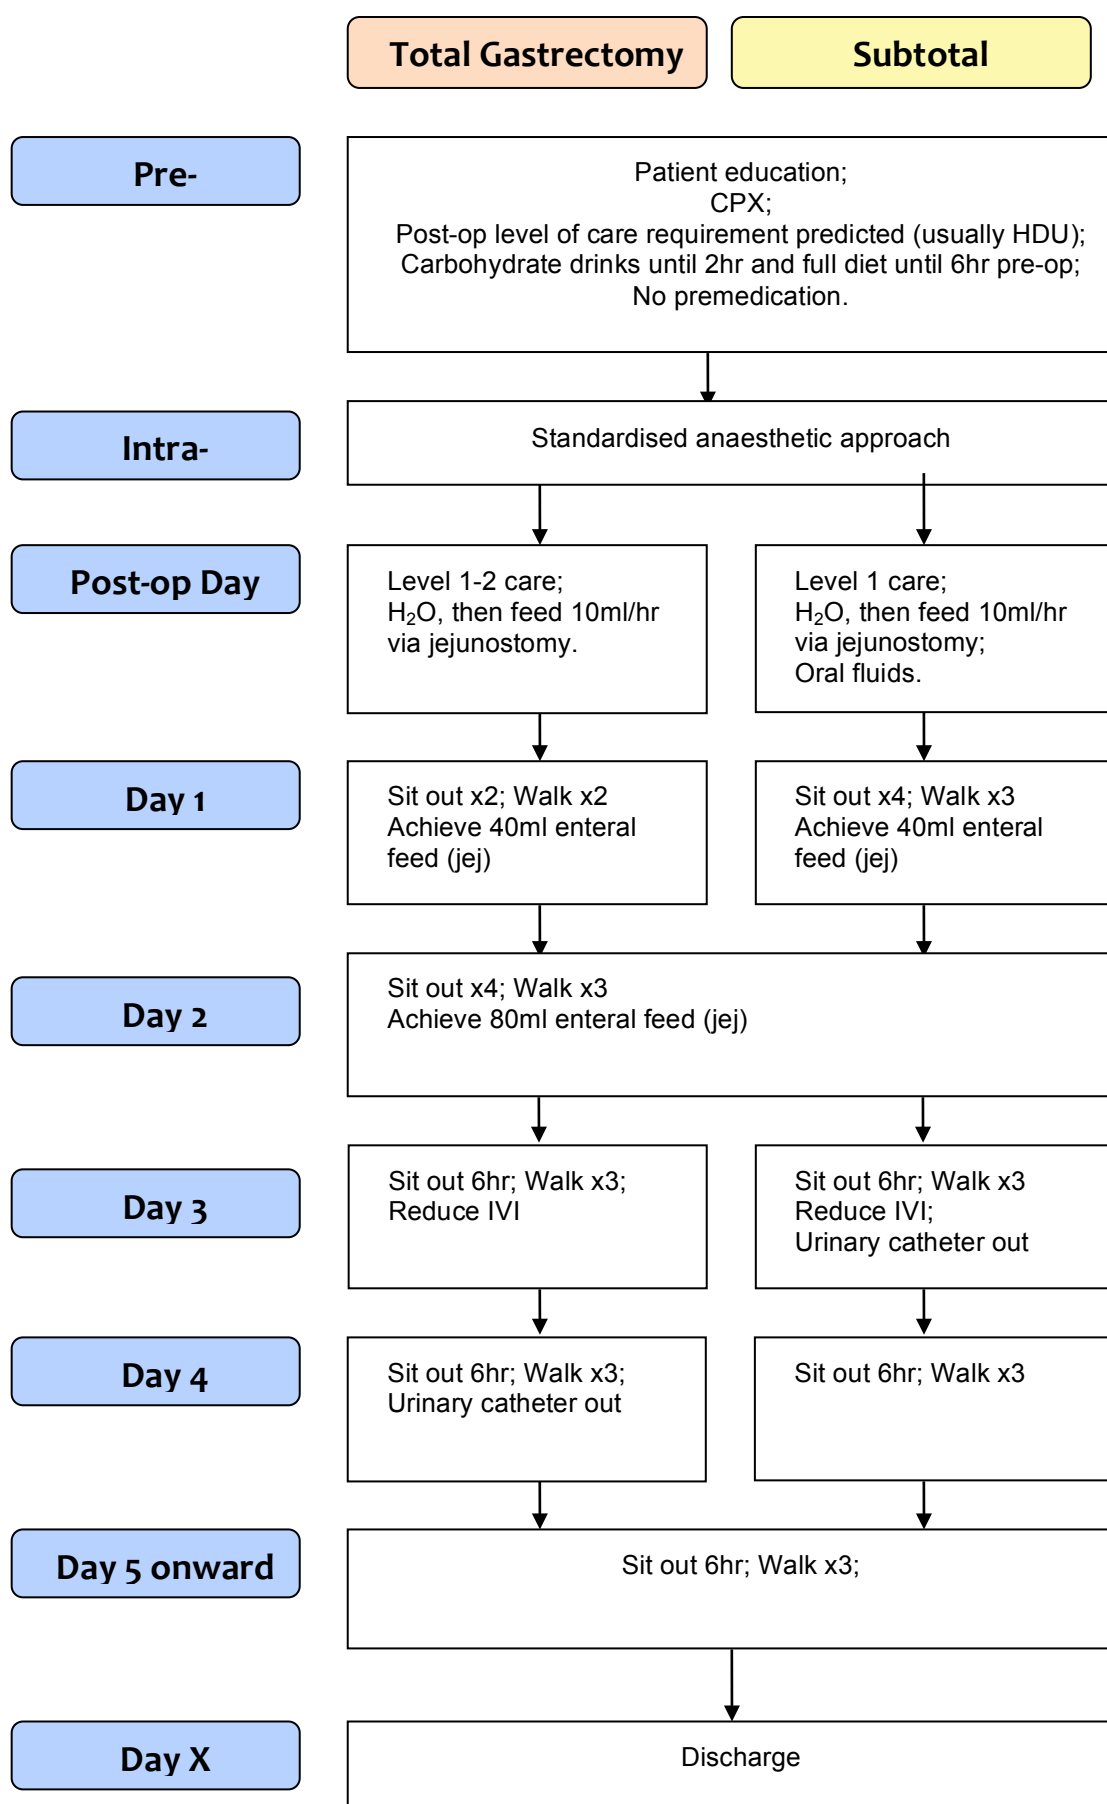 Total Gastrectomy
Subtotal
Pre-
Patient education;
CPX;
Post-op level of care requirement predicted (usually HDU);
Carbohydrate drinks until 2hr and full diet until 6hr pre-op;
No premedication.
Intra-
Standardised anaesthetic approach
Post-op Day
Level 1-2 care;
H₂O, then feed 10ml/hr
via jejunostomy.
Level 1 care;
H₂O, then feed 10ml/hr
via jejunostomy;
Oral fluids.
Day 1
Sit out x2; Walk x2
Achieve 40ml enteral
feed (jej)
Sit out x4; Walk x3
Achieve 40ml enteral
feed (jej)
Day 2
Sit out x4; Walk x3
Achieve 80ml enteral feed (jej)
Day 3
Sit out 6hr; Walk x3;
Reduce IVI
Sit out 6hr; Walk x3
Reduce IVI;
Urinary catheter out
Day 4
Sit out 6hr; Walk x3;
Urinary catheter out
Sit out 6hr; Walk x3
Day 5 onward
Sit out 6hr; Walk x3;
Day X
Discharge